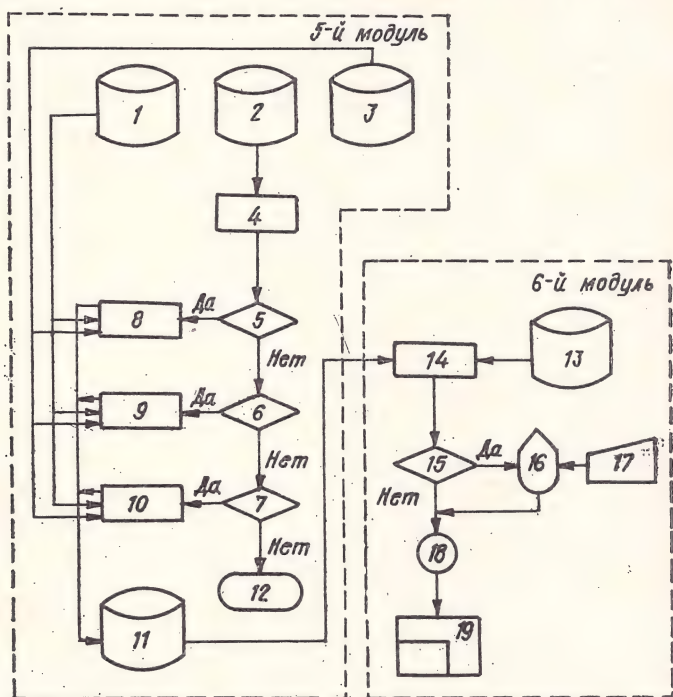 5-й модуль
1 2 3
4
Да
8 5
Нет
6-й модуль
14 13
Да
9 6
Нет
15 Да 16 17
Нет
Да
10 7
Нет
18
12
11
19